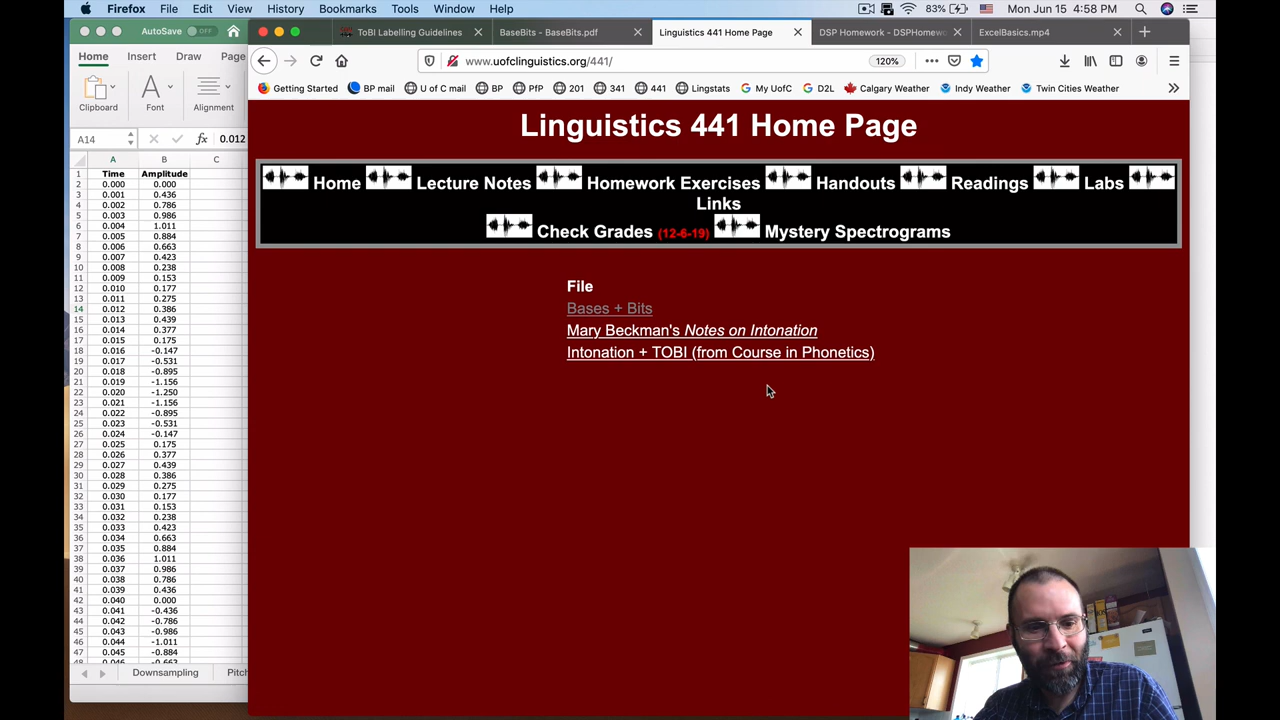 Firefox File Edit View History Bookmarks Tools Window Help 83% Mon Jun 15 4:58 PM
AutoSave OFF
ToBI Labelling Guidelines BaseBits - BaseBits.pdf Linguistics 441 Home Page DSP Homework - DSPHomewo ExcelBasics.mp4
Home Insert Draw Page
www.uofclinguistics.org/441/ 120%
Getting Started BP mail U of C mail BP PfP 201 341 441 Lingstats My UofC D2L Calgary Weather Indy Weather Twin Cities Weather
Clipboard Font Alignment
A14 fx 0.012
Linguistics 441 Home Page
Home Lecture Notes Homework Exercises Handouts Readings Labs
Links
Check Grades (12-6-19) Mystery Spectrograms
File
Bases + Bits
Mary Beckman's Notes on Intonation
Intonation + TOBI (from Course in Phonetics)
A B C
1 Time Amplitude
2 0.000 0.000
3 0.001 0.436
4 0.002 0.786
5 0.003 0.986
6 0.004 1.011
7 0.005 0.884
8 0.006 0.663
9 0.007 0.423
10 0.008 0.238
11 0.009 0.153
12 0.010 0.177
13 0.011 0.275
14 0.012 0.386
15 0.013 0.439
16 0.014 0.377
17 0.015 0.175
18 0.016 -0.147
19 0.017 -0.531
20 0.018 -0.895
21 0.019 -1.156
22 0.020 -1.250
23 0.021 -1.156
24 0.022 -0.895
25 0.023 -0.531
26 0.024 -0.147
27 0.025 0.175
28 0.026 0.377
29 0.027 0.439
30 0.028 0.386
31 0.029 0.275
32 0.030 0.177
33 0.031 0.153
34 0.032 0.238
35 0.033 0.423
36 0.034 0.663
37 0.035 0.884
38 0.036 1.011
39 0.037 0.986
40 0.038 0.786
41 0.039 0.436
42 0.040 0.000
43 0.041 -0.436
44 0.042 -0.786
45 0.043 -0.986
46 0.044 -1.011
47 0.045 -0.884
48 0.046 -0.663
Downsampling Pitch